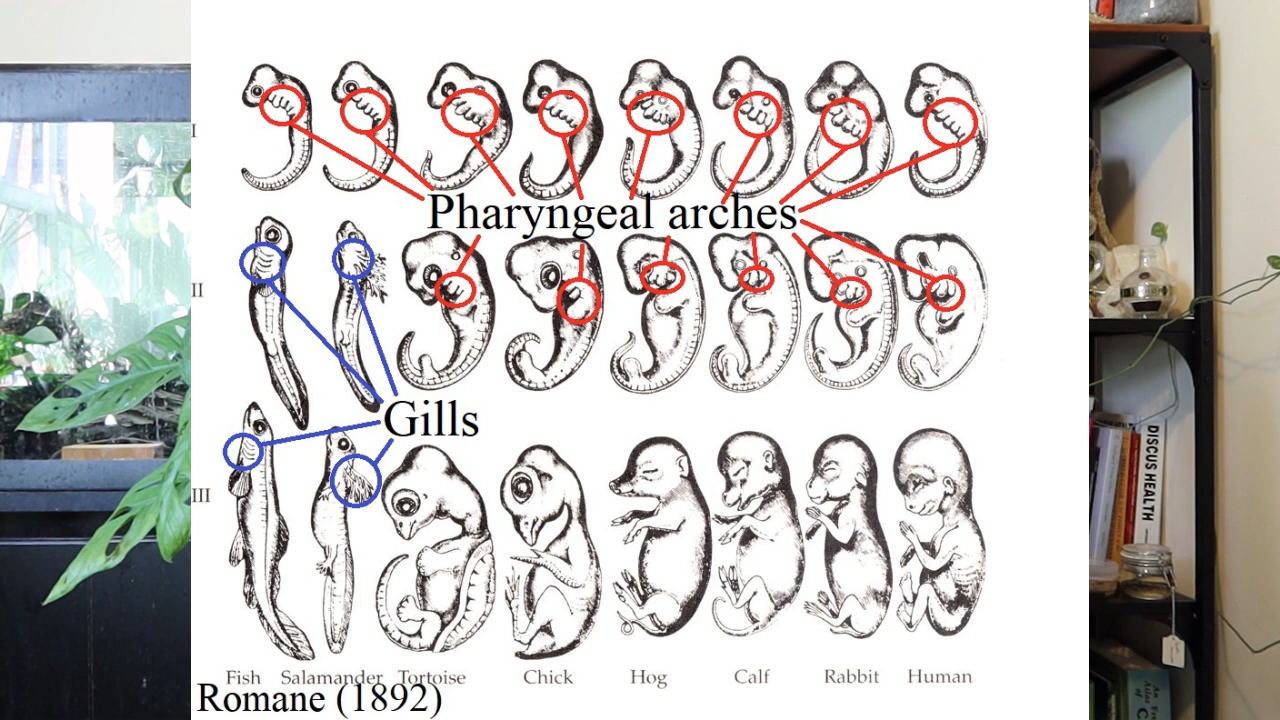 I
Pharyngeal arches
II
Gills
III
DISCUS HEALTH
Fish Salamander Tortoise Chick Hog Calf Rabbit Human
Romane (1892)